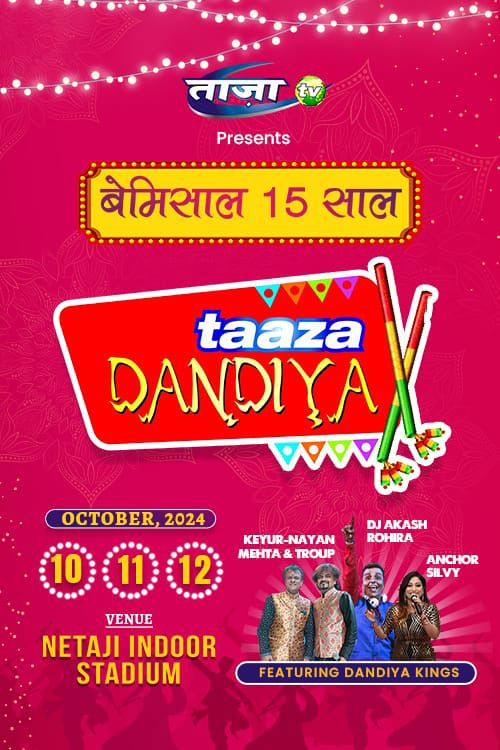 ताज़ा tv
Presents
बेमिसाल 15 साल
taaza
DANDIYA
OCTOBER, 2024
10 11 12
VENUE
NETAJI INDOOR
STADIUM
KEYUR-NAYAN
MEHTA & TROUP
DJ AKASH
ROHIRA
ANCHOR
SILVY
FEATURING DANDIYA KINGS